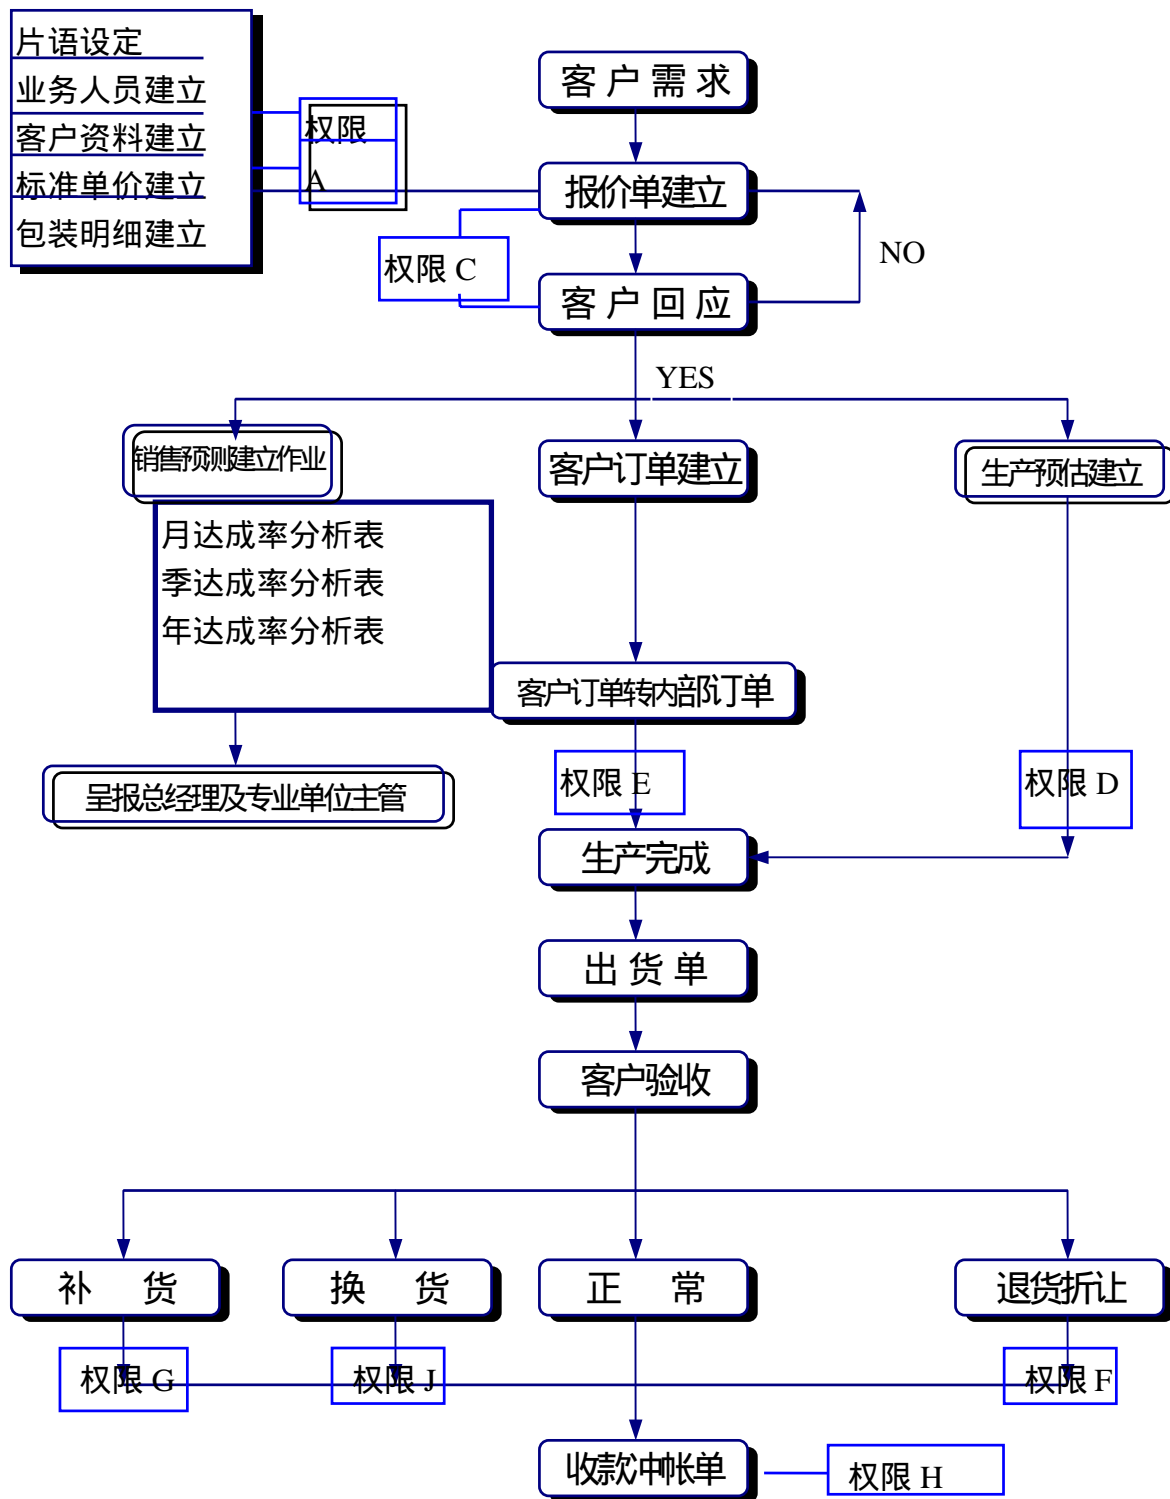 片语设定
业务人员建立
客户资料建立
标准单价建立
包装明细建立
权限
A
客户需求
报价单建立
权限 C
NO
客户回应
YES
销售预测建立作业
客户订单建立
生产预估建立
月达成率分析表
季达成率分析表
年达成率分析表
客户订单转内部订单
权限 E
权限 D
呈报总经理及专业单位主管
生产完成
出货单
客户验收
补 货
换 货
正 常
退货折让
权限 G
权限 J
权限 F
收款冲帐单
权限 H